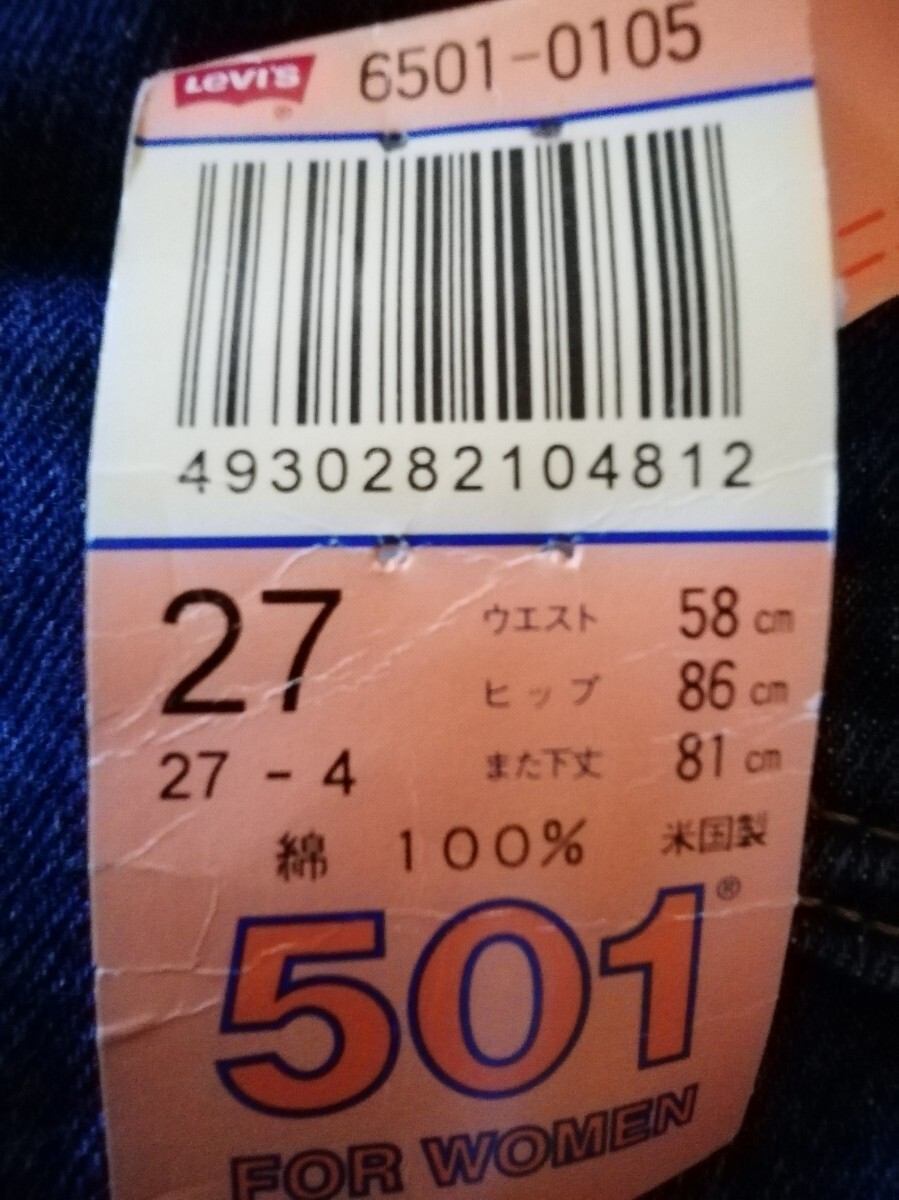 Levi's® 6501-0105
4930282104812
27 ウエスト 58 cm
ヒップ 86 cm
27 - 4 また下丈 81 cm
綿 100% 米国製
501®
FOR WOMEN